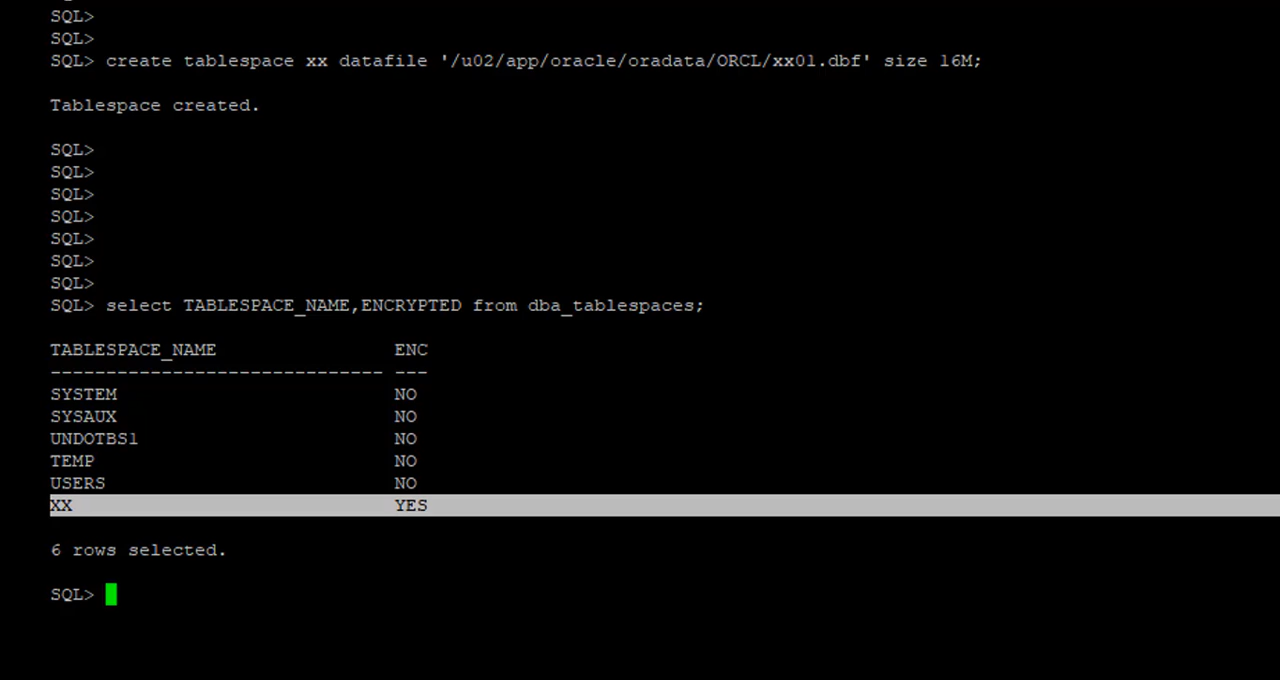 SQL>
SQL>
SQL> create tablespace xx datafile '/u02/app/oracle/oradata/ORCL/xx01.dbf' size 16M;
Tablespace created.
SQL>
SQL>
SQL>
SQL>
SQL>
SQL>
SQL>
SQL> select TABLESPACE_NAME,ENCRYPTED from dba_tablespaces;
TABLESPACE_NAME                ENC
------------------------------ ---
SYSTEM                         NO
SYSAUX                         NO
UNDOTBS1                       NO
TEMP                           NO
USERS                          NO
XX                             YES
6 rows selected.
SQL>